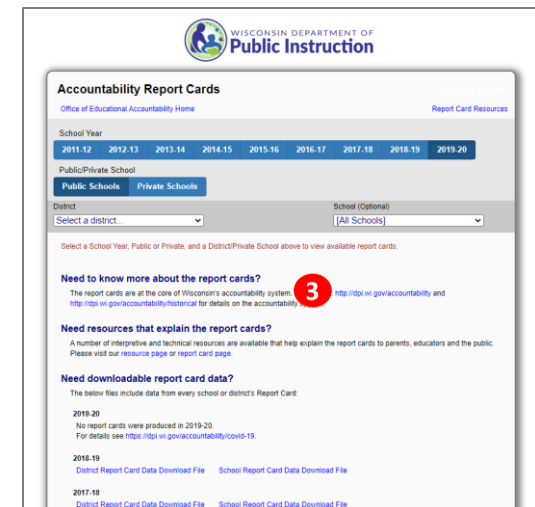 WISCONSIN DEPARTMENT OF
Public Instruction
Accountability Report Cards
Office of Educational Accountability Home Report Card Resources
School Year
2011-12 2012-13 2013-14 2014-15 2015-16 2016-17 2017-18 2018-19 2019-20
Public/Private School
Public Schools Private Schools
District School (Optional)
Select a district... [All Schools]
Select a School Year, Public or Private, and a District/Private School above to view available report cards.
Need to know more about the report cards?
The report cards are at the core of Wisconsin's accountability system. 3 http://dpi.wi.gov/accountability and
http://dpi.wi.gov/accountability/historical for details on the accountability
Need resources that explain the report cards?
A number of interpretive and technical resources are available that help explain the report cards to parents, educators and the public.
Please visit our resource page or report card page.
Need downloadable report card data?
The below files include data from every school or district's Report Card:
2019-20
No report cards were produced in 2019-20.
For details see https://dpi.wi.gov/accountability/covid-19.
2018-19
District Report Card Data Download File School Report Card Data Download File
2017-18
District Report Card Data Download File School Report Card Data Download File